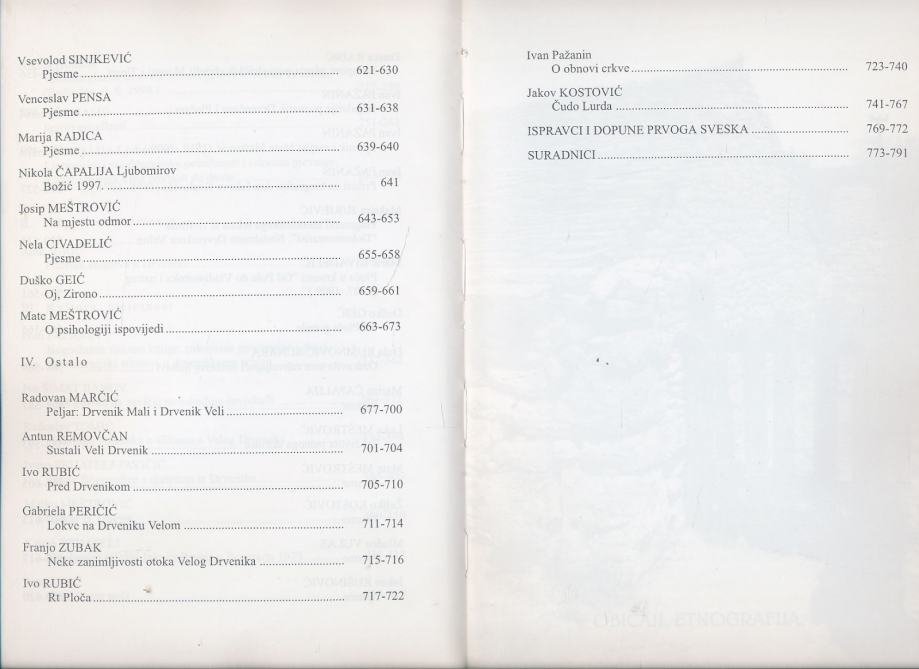 Vsevolod SINJKEVIĆ
Pjesme ........ 621-630
Venceslav PENSA
Pjesme ........ 631-638
Marija RADICA
Pjesme ........ 639-640
Nikola ČAPALIJA Ljubomirov
Božić 1997. ........ 641
Josip MEŠTROVIĆ
Na mjestu odmor ........ 643-653
Nela CIVADELIĆ
Pjesme ........ 655-658
Duško GEIĆ
Oj, Zirono ........ 659-661
Mate MEŠTROVIĆ
O psihologiji ispovijedi ........ 663-673
IV. Ostalo
Radovan MARČIĆ
Peljar: Drvenik Mali i Drvenik Veli ........ 677-700
Antun REMOVČAN
Sustali Veli Drvenik ........ 701-704
Ivo RUBIĆ
Pred Drvenikom ........ 705-710
Gabriela PERIČIĆ
Lokve na Drveniku Velom ........ 711-714
Franjo ZUBAK
Neke zanimljivosti otoka Velog Drvenika ........ 715-716
Ivo RUBIĆ
Rt Ploča ........ 717-722
Ivan Pažanin
O obnovi crkve ........ 723-740
Jakov KOSTOVIĆ
Čudo Lurda ........ 741-767
ISPRAVCI I DOPUNE PRVOGA SVESKA ........ 769-772
SURADNICI ........ 773-791